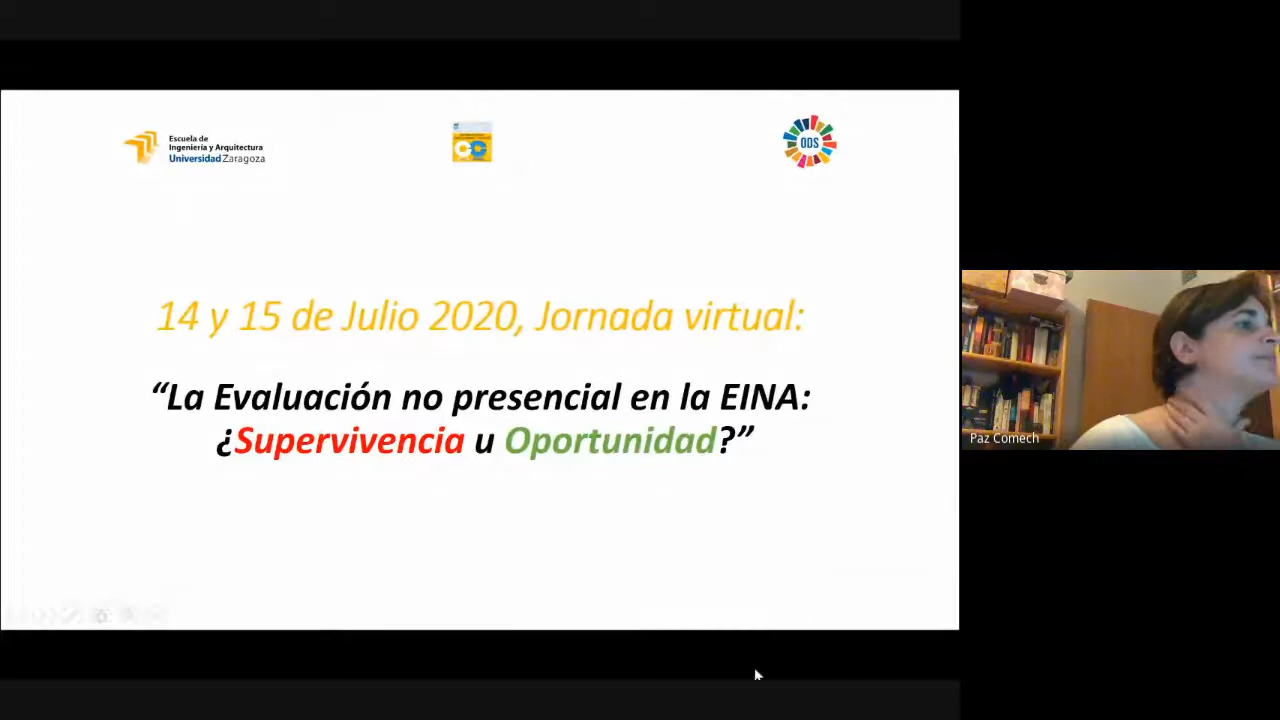 Escuela de
Ingeniería y Arquitectura
Universidad Zaragoza
ODS
14 y 15 de Julio 2020, Jornada virtual:
“La Evaluación no presencial en la EINA:
¿Supervivencia u Oportunidad?”
Paz Comech